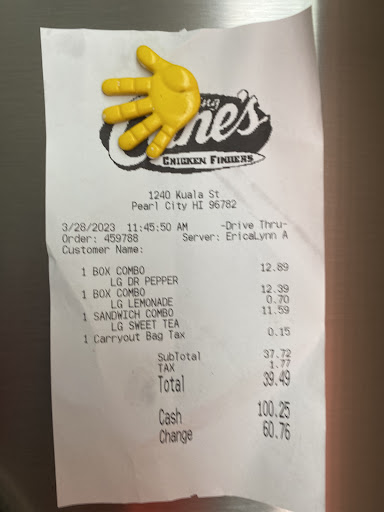 ing
ne's
CHICKEN FINGERS
1240 Kuala St
Pearl City HI 96782
3/28/2023 11:45:50 AM -Drive Thru-
Order: 459788 Server: EricaLynn A
Customer Name:
1 BOX COMBO 12.89
LG DR PEPPER
1 BOX COMBO 12.39
LG LEMONADE 0.70
1 SANDWICH COMBO 11.59
LG SWEET TEA
1 Carryout Bag Tax 0.15
SubTotal 37.72
TAX 1.77
Total 39.49
Cash 100.25
Change 60.76